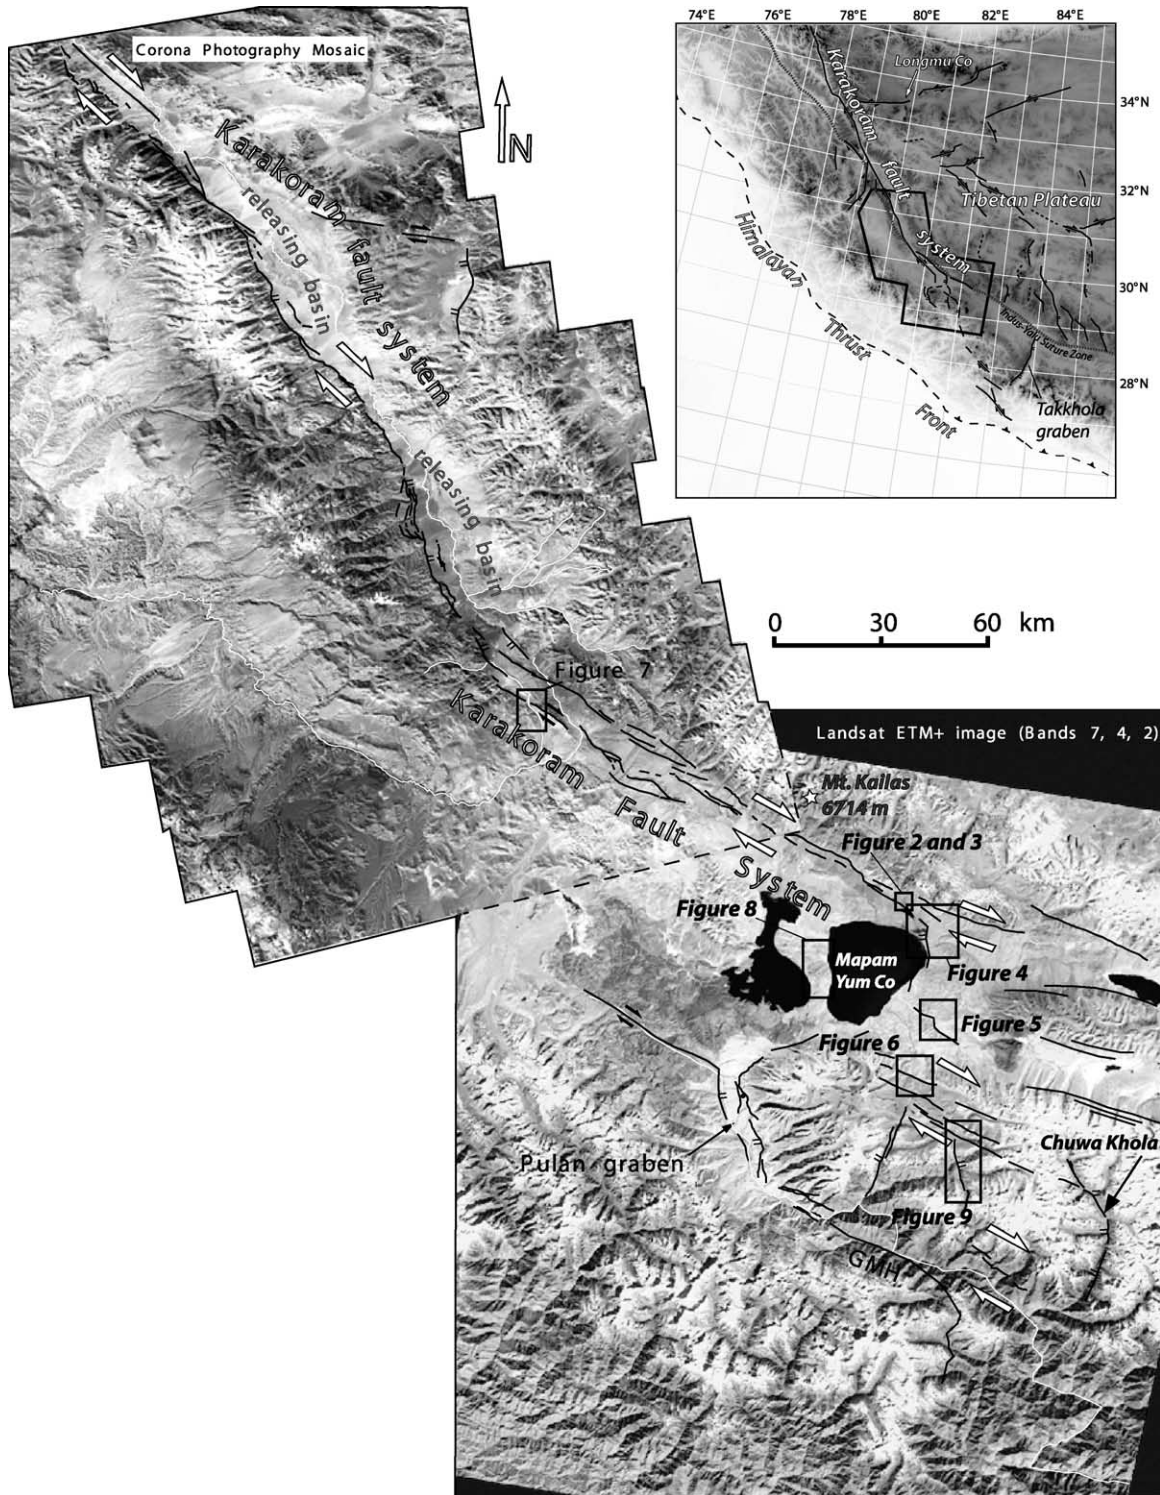 Corona Photography Mosaic
N
Karakoram fault system
releasing basin
releasing basin
74°E 76°E 78°E 80°E 82°E 84°E
34°N
32°N
30°N
28°N
Longmu Co
Karakoram fault system
Tibetan Plateau
Himalayan Thrust Front
Indus-Yalu Suture Zone
Takkhola
graben
0 30 60 km
Figure 7
Karakoram Fault System
Landsat ETM+ image (Bands 7, 4, 2)
Mt. Kailas
6714 m
Figure 2 and 3
Figure 8
Mapam
Yum Co
Figure 4
Figure 5
Figure 6
Chuwa Khola
Pulan graben
Figure 9
GMH